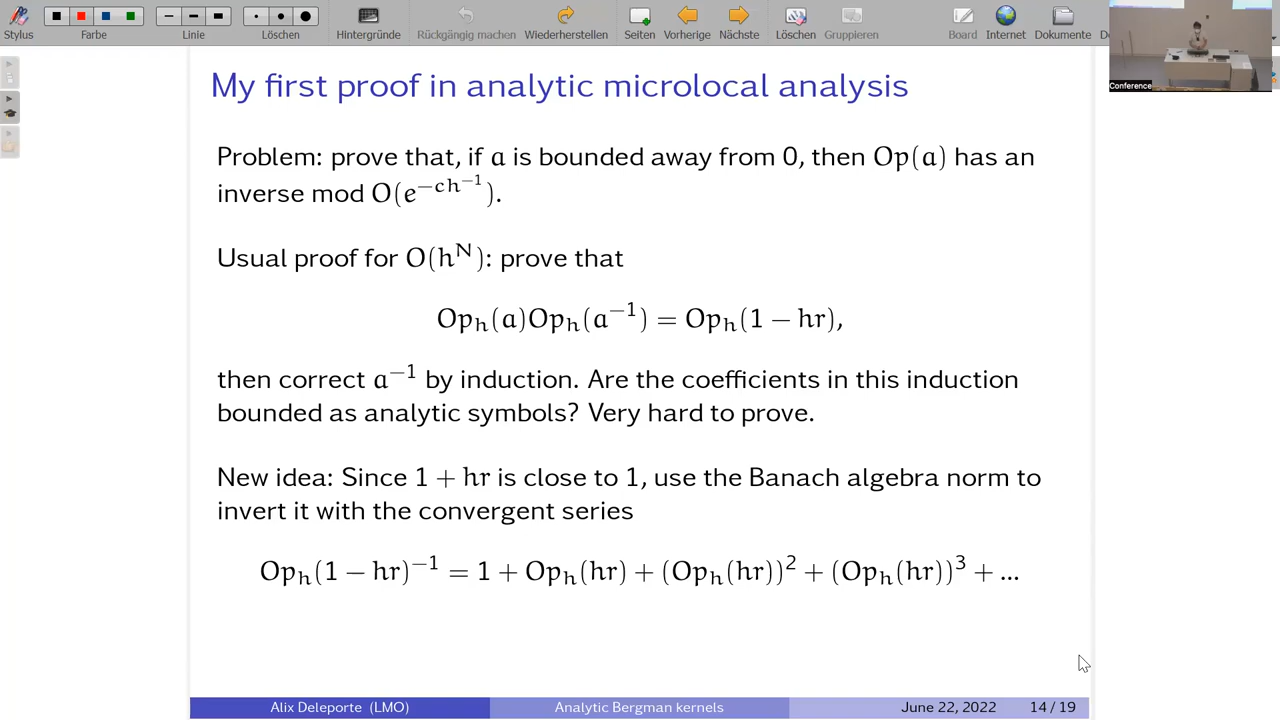 Stylus
Farbe
Linie
Löschen
Hintergründe
Rückgängig machen
Wiederherstellen
Seiten
Vorherige
Nächste
Löschen
Gruppieren
Board
Internet
Dokumente
Conference
My first proof in analytic microlocal analysis
Problem: prove that, if a is bounded away from 0, then Op(a) has an
inverse mod O(e^{−ch^{−1}}).
Usual proof for O(h^N): prove that
Op_h(a)Op_h(a^{−1}) = Op_h(1 − hr),
then correct a^{−1} by induction. Are the coefficients in this induction
bounded as analytic symbols? Very hard to prove.
New idea: Since 1 + hr is close to 1, use the Banach algebra norm to
invert it with the convergent series
Op_h(1 − hr)^{−1} = 1 + Op_h(hr) + (Op_h(hr))^2 + (Op_h(hr))^3 + ...
Alix Deleporte (LMO)
Analytic Bergman kernels
June 22, 2022
14 / 19